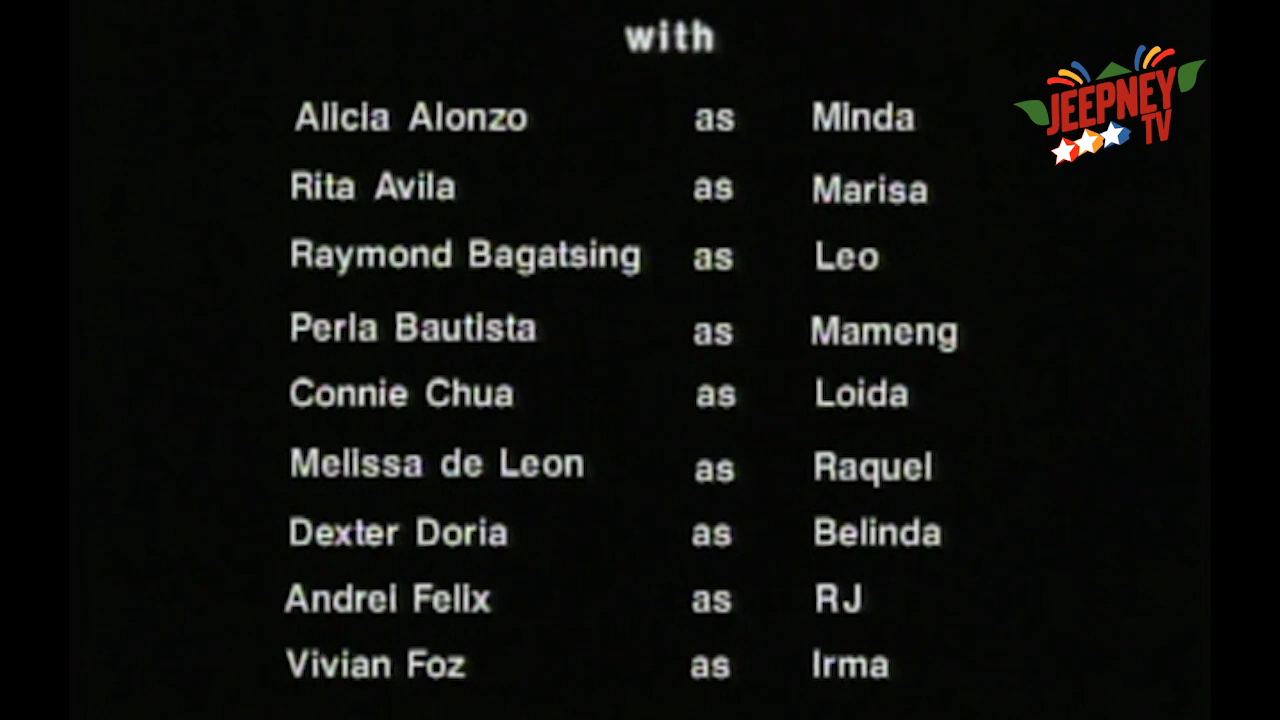 with
Alicia Alonzo as Minda
Rita Avila as Marisa
Raymond Bagatsing as Leo
Perla Bautista as Mameng
Connie Chua as Loida
Melissa de Leon as Raquel
Dexter Doria as Belinda
Andrei Felix as RJ
Vivian Foz as Irma
JEEPNEY
TV